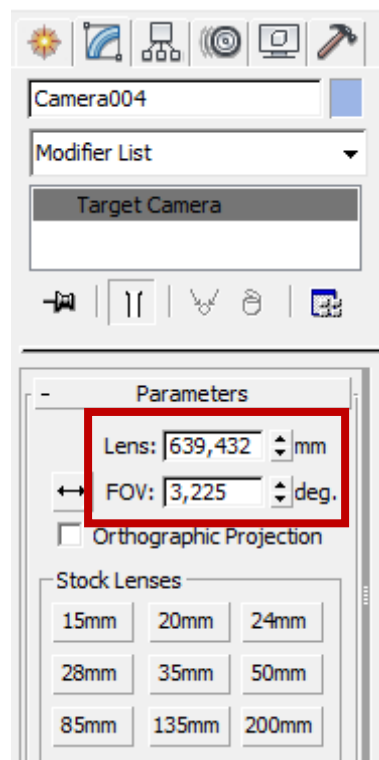 Camera004
Modifier List
Target Camera
- Parameters
Lens: 639,432 mm
FOV: 3,225 deg.
Orthographic Projection
Stock Lenses
15mm 20mm 24mm
28mm 35mm 50mm
85mm 135mm 200mm